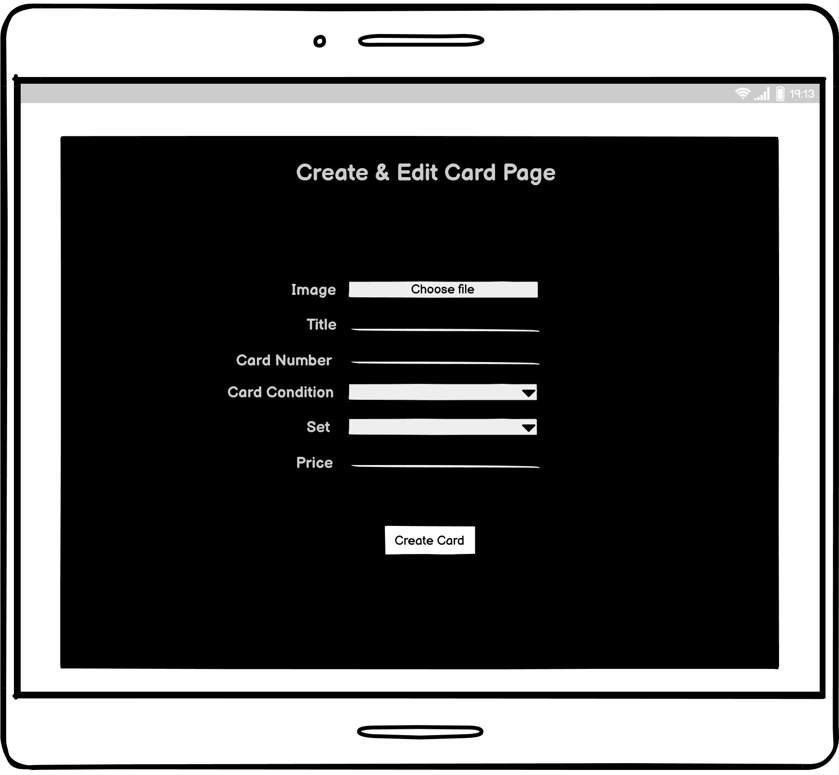 19:13
Create & Edit Card Page
Image Choose file
Title
Card Number
Card Condition
Set
Price
Create Card